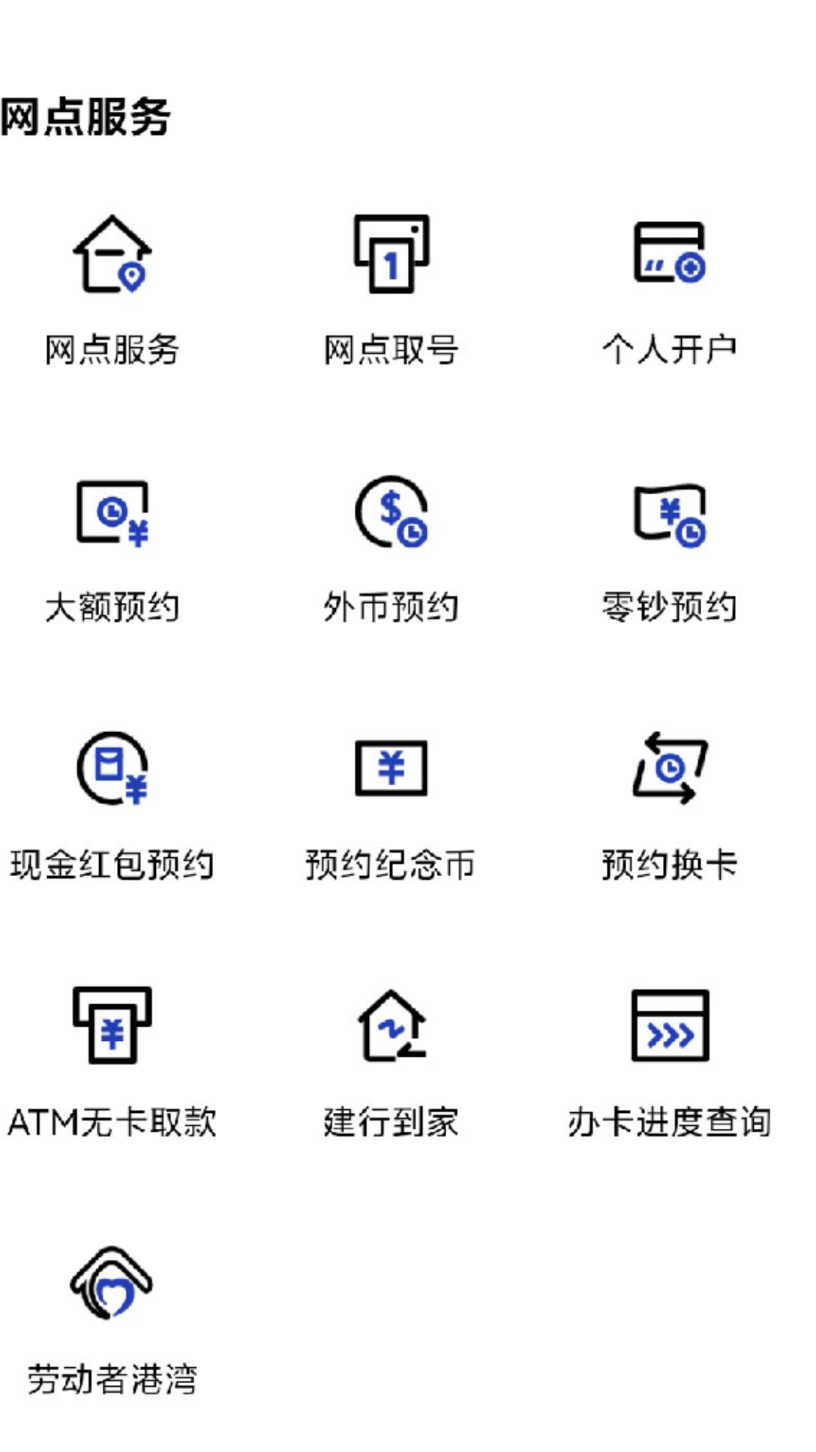 网点服务
网点服务
网点取号
个人开户
大额预约
外币预约
零钞预约
现金红包预约
预约纪念币
预约换卡
ATM无卡取款
建行到家
办卡进度查询
劳动者港湾